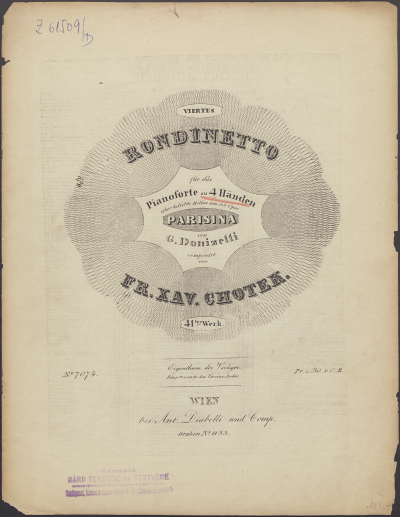 Z 61509/1
VIERTES
RONDINETTO
für das
Pianoforte zu 4 Händen
über beliebte Motive aus der Oper
PARISINA
von
G. Donizetti
componirt
von
FR. XAV. CHOTEK.
41tes Werk
Eigenthum der Verleger.
No 7074.
WIEN
bei Ant. Diabelli und Comp.
Graben No 1133.